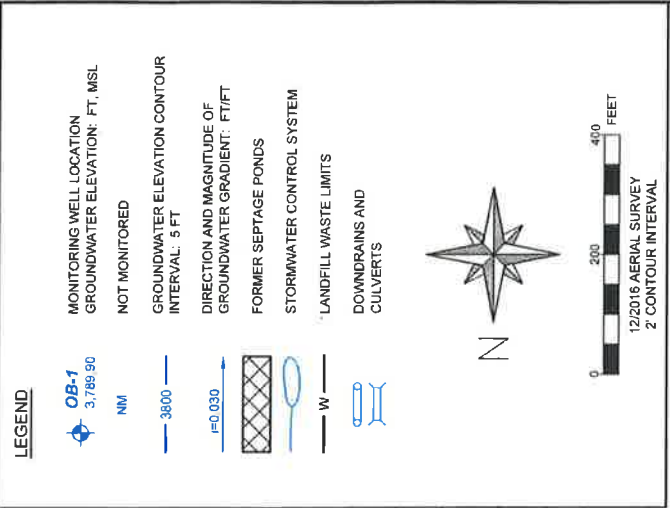 LEGEND
OB-1
3,789.90
MONITORING WELL LOCATION
GROUNDWATER ELEVATION: FT, MSL
NM
NOT MONITORED
3800
GROUNDWATER ELEVATION CONTOUR
INTERVAL: 5 FT
i=0.030
DIRECTION AND MAGNITUDE OF
GROUNDWATER GRADIENT: FT/FT
FORMER SEPTAGE PONDS
STORMWATER CONTROL SYSTEM
W
LANDFILL WASTE LIMITS
DOWNDRAINS AND
CULVERTS
N
0 200 400
FEET
12/2016 AERIAL SURVEY
2' CONTOUR INTERVAL